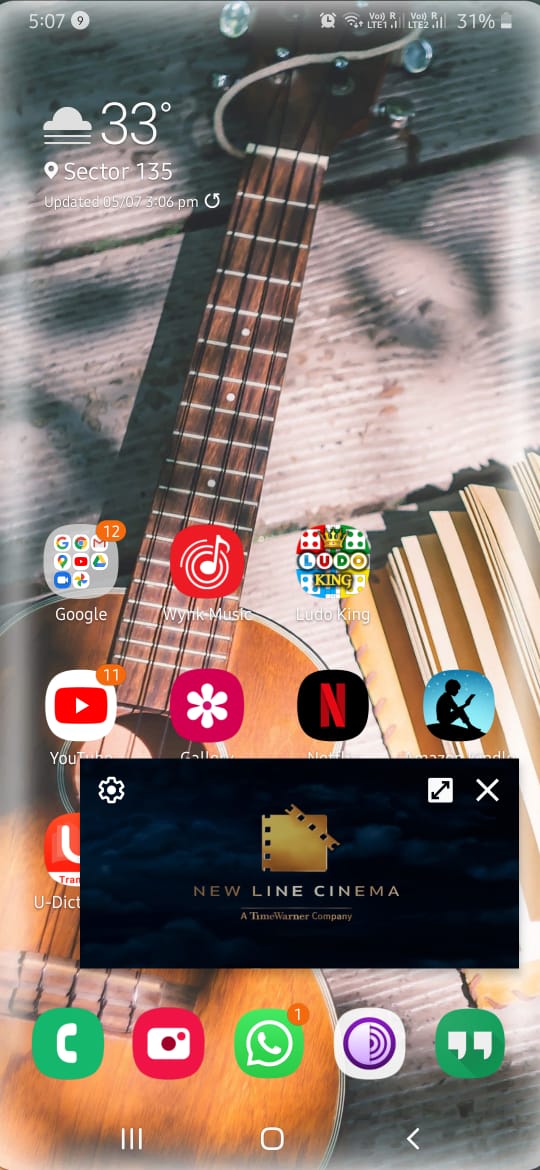 5:07 9 Vo) R LTE1 Vo) R LTE2 31%
33°
Sector 135
Updated 05/07 3:06 pm
12
LUDO
KING
Google
Wynk Music
Ludo King
11
N
YouTube
Gallery
Netflix
Amazon Kindle
U
Tran
U-Dict
NEW LINE CINEMA
A TimeWarner Company
1